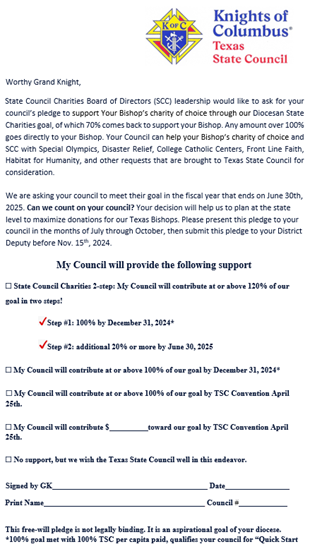 Knights of
Columbus®
Texas
State Council
K of C
Worthy Grand Knight,
State Council Charities Board of Directors (SCC) leadership would like to ask for your
council's pledge to support Your Bishop's charity of choice through our Diocesan State
Charities goal, of which 70% comes back to support your Bishop. Any amount over 100%
goes directly to your Bishop. Your Council can help your Bishop's charity of choice and
SCC with Special Olympics, Disaster Relief, College Catholic Centers, Front Line Faith,
Habitat for Humanity, and other requests that are brought to Texas State Council for
consideration.
We are asking your council to meet their goal in the fiscal year that ends on June 30th,
2025. Can we count on your council? Your decision will help us to plan at the state
level to maximize donations for our Texas Bishops. Please present this pledge to your
council in the months of July through October, then submit this pledge to your District
Deputy before Nov. 15th, 2024.
My Council will provide the following support
☐ State Council Charities 2-step: My Council will contribute at or above 120% of our
goal in two steps!
✓Step #1: 100% by December 31, 2024*
✓Step #2: additional 20% or more by June 30, 2025
☐ My Council will contribute at or above 100% of our goal by December 31, 2024*
☐ My Council will contribute at or above 100% of our goal by TSC Convention April
25th.
☐ My Council will contribute $__________toward our goal by TSC Convention April
25th.
☐ No support, but we wish the Texas State Council well in this endeavor.
Signed by GK________________________________________ Date________________
Print Name__________________________________________ Council #____________
This free-will pledge is not legally binding. It is an aspirational goal of your diocese.
*100% goal met with 100% TSC per capita paid, qualifies your council for "Quick Start